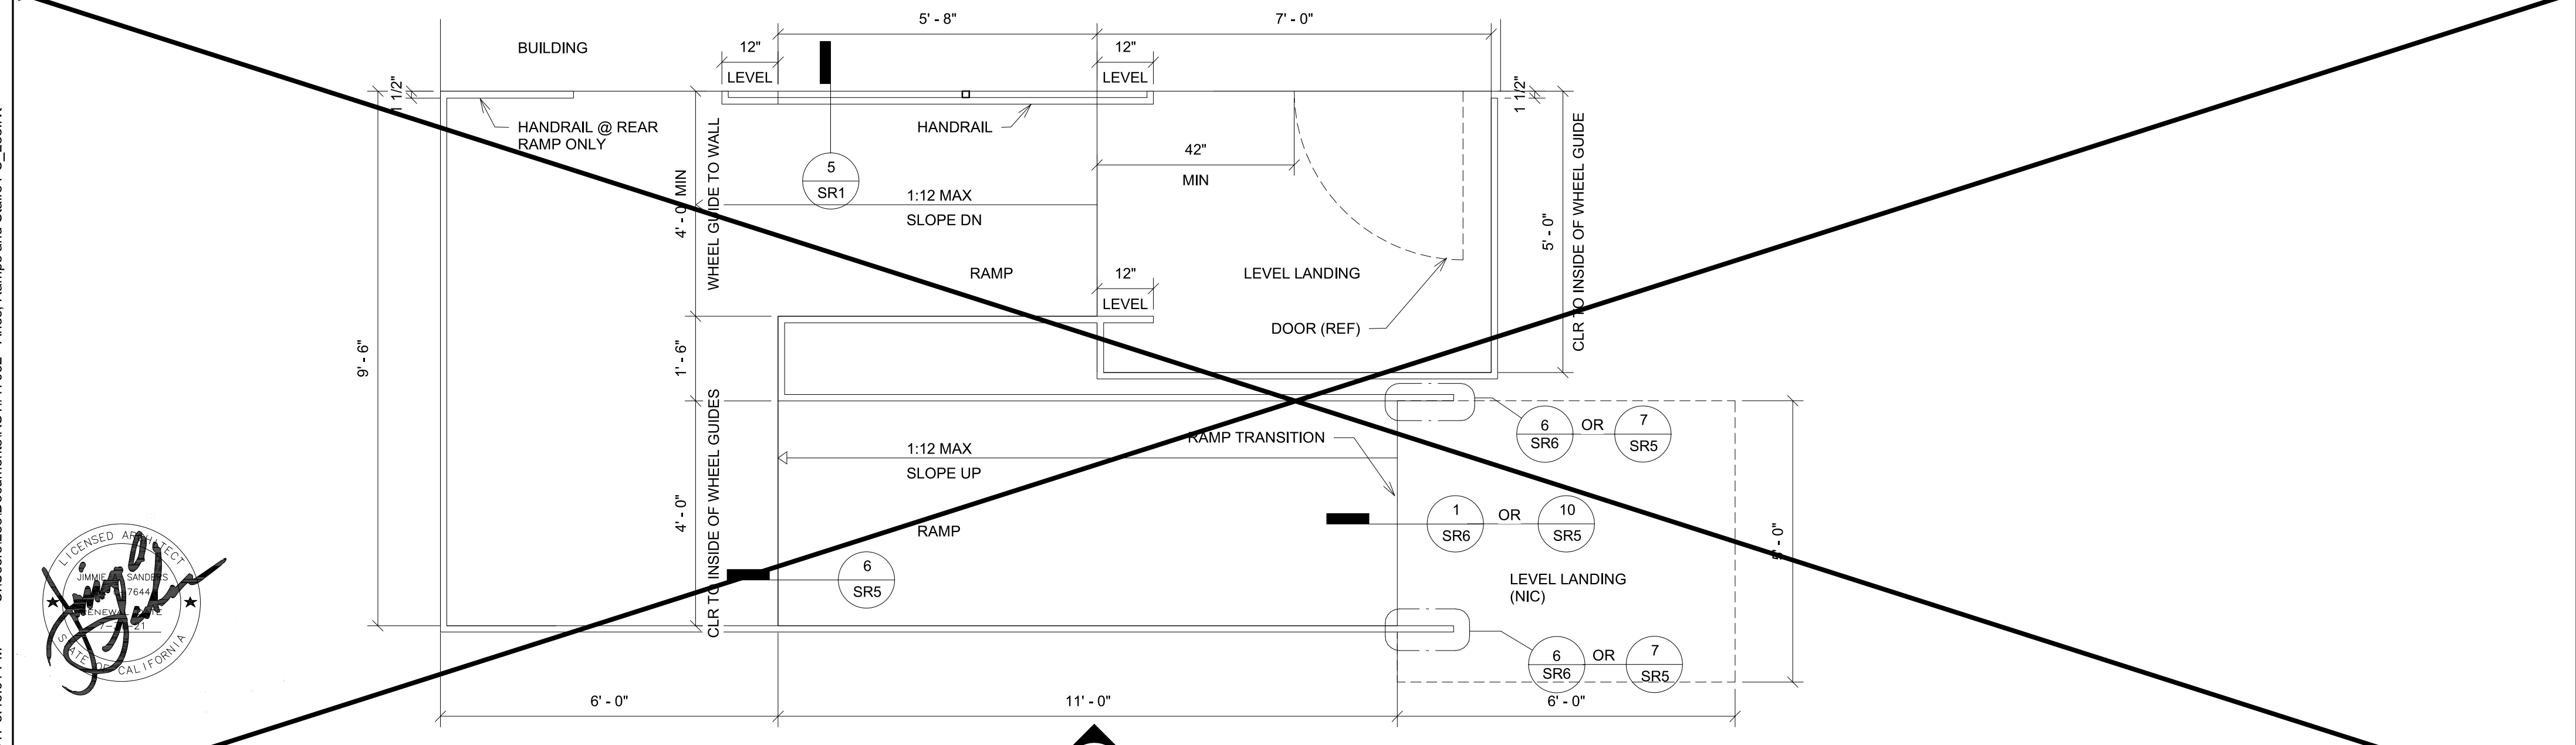 5' - 8"
7' - 0"
BUILDING
12"
LEVEL
12"
LEVEL
1 1/2"
1 1/2"
HANDRAIL @ REAR
RAMP ONLY
HANDRAIL
5
SR1
42"
MIN
4' - 0" MIN
WHEEL GUIDE TO WALL
1:12 MAX
SLOPE DN
RAMP
12"
LEVEL
LEVEL LANDING
DOOR (REF)
5' - 0"
CLR TO INSIDE OF WHEEL GUIDE
9' - 6"
1' - 6"
4' - 0"
CLR TO INSIDE OF WHEEL GUIDES
1:12 MAX
SLOPE UP
RAMP TRANSITION
6
SR6
OR
7
SR5
RAMP
1
SR6
OR
10
SR5
5' - 0"
6
SR5
LEVEL LANDING
(NIC)
6
SR6
OR
7
SR5
6' - 0"
11' - 0"
6' - 0"
LICENSED ARCHITECT
JIMMIE A. SANDERS
7644
RENEWAL DATE
STATE OF CALIFORNIA